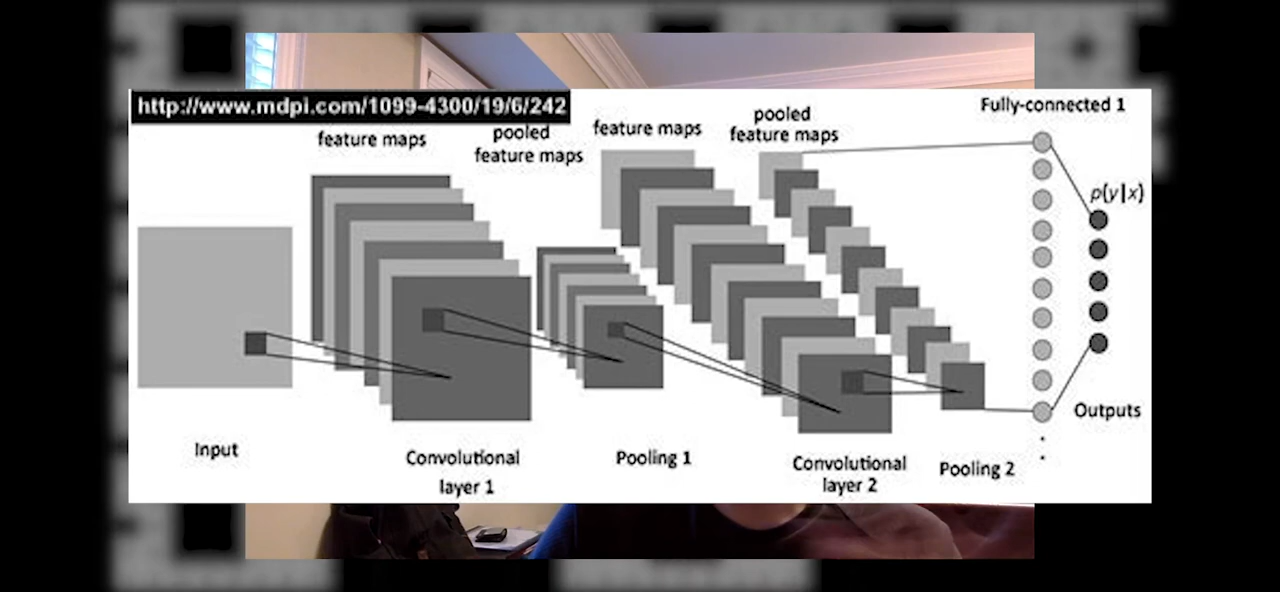 http://www.mdpi.com/1099-4300/19/6/242
feature maps
pooled
feature maps
feature maps
pooled
feature maps
Fully-connected 1
p(y|x)
Input
Convolutional
layer 1
Pooling 1
Convolutional
layer 2
Pooling 2
Outputs